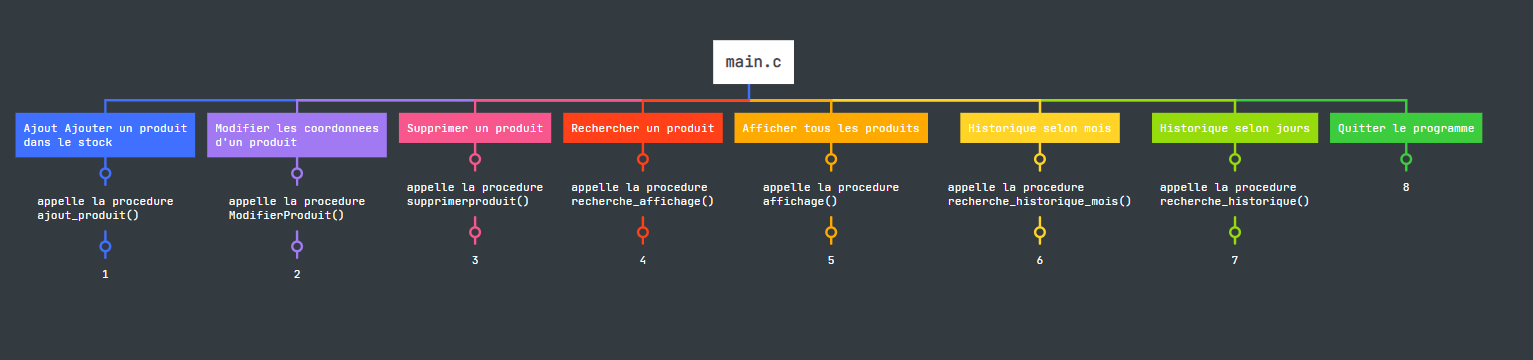 main.c
Ajout Ajouter un produit
dans le stock
Modifier les coordonnees
d'un produit
Supprimer un produit
Rechercher un produit
Afficher tous les produits
Historique selon mois
Historique selon jours
Quitter le programme
appelle la procedure
ajout_produit()
appelle la procedure
ModifierProduit()
appelle la procedure
supprimerproduit()
appelle la procedure
recherche_affichage()
appelle la procedure
affichage()
appelle la procedure
recherche_historique_mois()
appelle la procedure
recherche_historique()
8
1
2
3
4
5
6
7